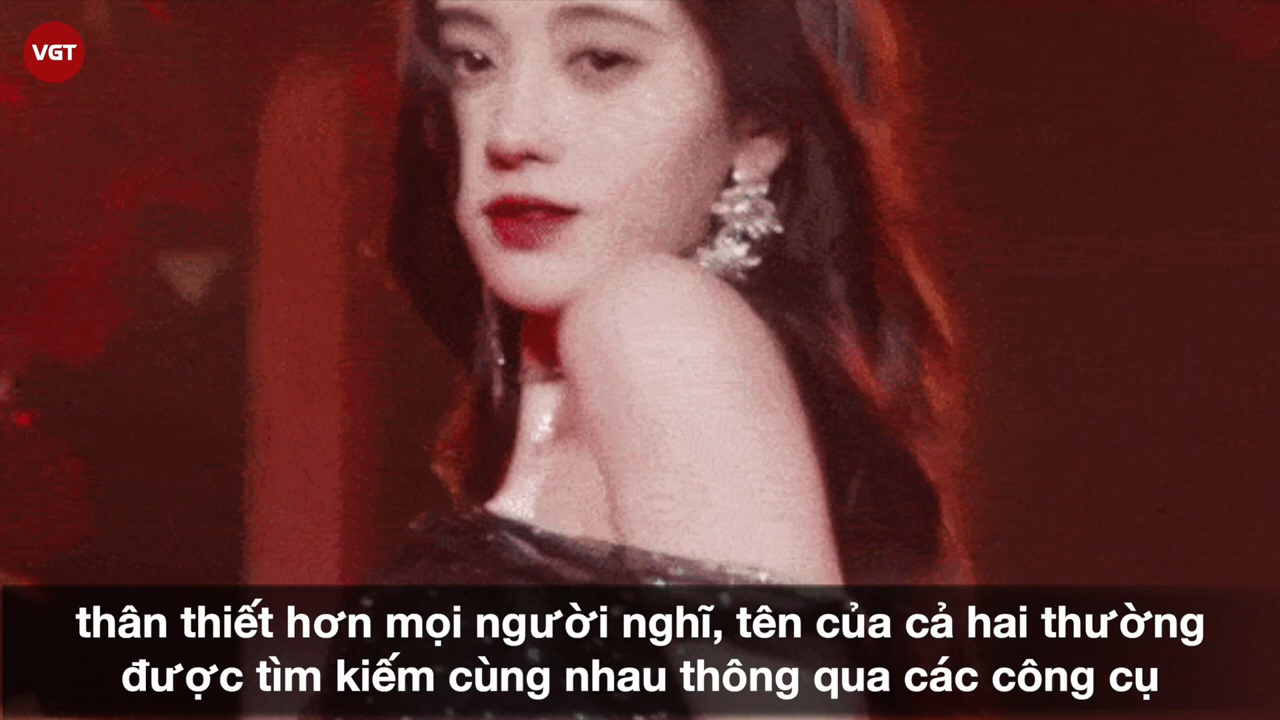 VGT
thân thiết hơn mọi người nghĩ, tên của cả hai thường
được tìm kiếm cùng nhau thông qua các công cụ